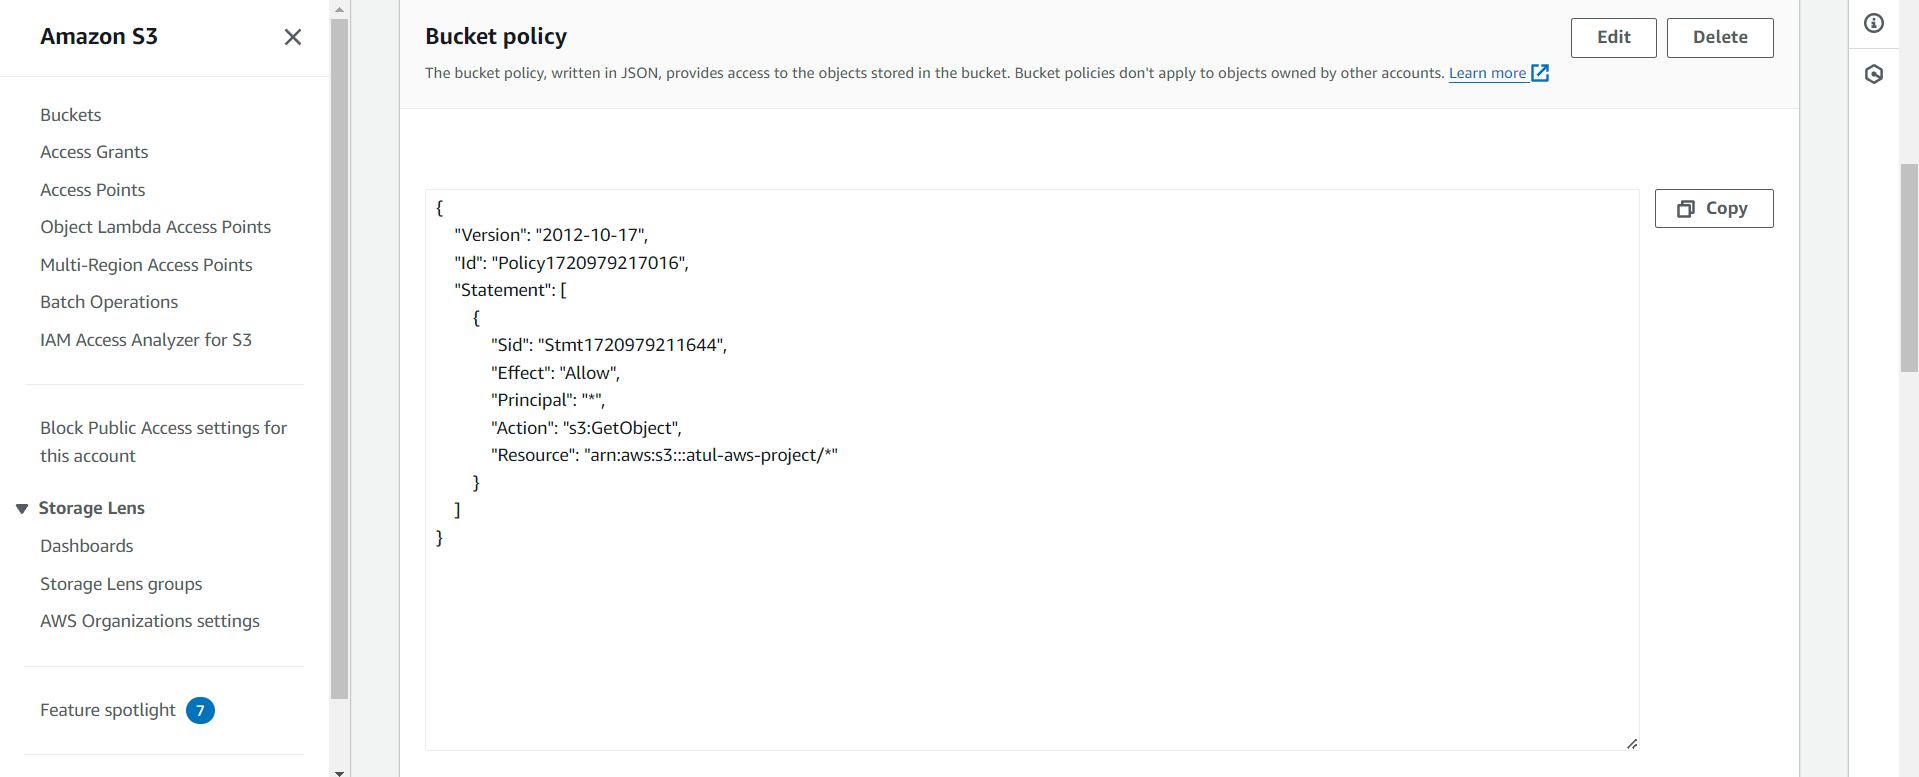 Amazon S3
Buckets
Access Grants
Access Points
Object Lambda Access Points
Multi-Region Access Points
Batch Operations
IAM Access Analyzer for S3
Block Public Access settings for
this account
Storage Lens
Dashboards
Storage Lens groups
AWS Organizations settings
Feature spotlight 7
Bucket policy
Edit
Delete
The bucket policy, written in JSON, provides access to the objects stored in the bucket. Bucket policies don't apply to objects owned by other accounts. Learn more
Copy
{
"Version": "2012-10-17",
"Id": "Policy1720979217016",
"Statement": [
{
"Sid": "Stmt1720979211644",
"Effect": "Allow",
"Principal": "*",
"Action": "s3:GetObject",
"Resource": "arn:aws:s3:::atul-aws-project/*"
}
]
}